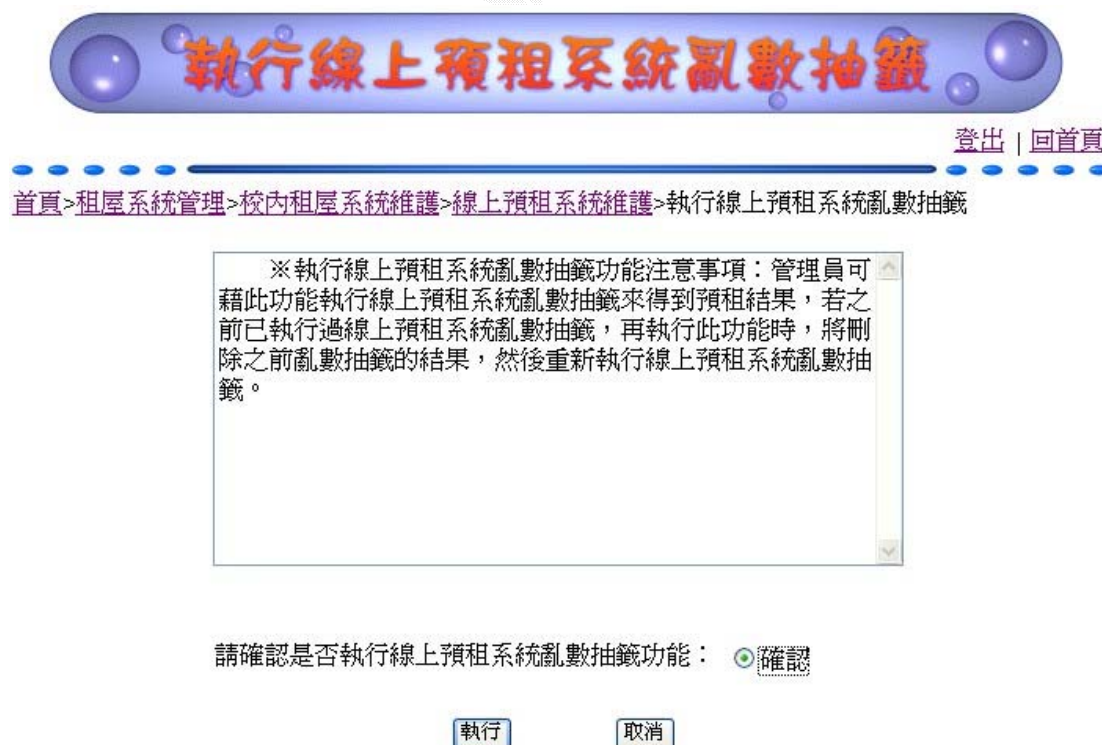 執行線上預租系統亂數抽籤
登出 | 回首頁
首頁>租屋系統管理>校內租屋系統維護>線上預租系統維護>執行線上預租系統亂數抽籤
※執行線上預租系統亂數抽籤功能注意事項：管理員可
藉此功能執行線上預租系統亂數抽籤來得到預租結果，若之
前已執行過線上預租系統亂數抽籤，再執行此功能時，將刪
除之前亂數抽籤的結果，然後重新執行線上預租系統亂數抽
籤。
請確認是否執行線上預租系統亂數抽籤功能： 確認
執行 取消